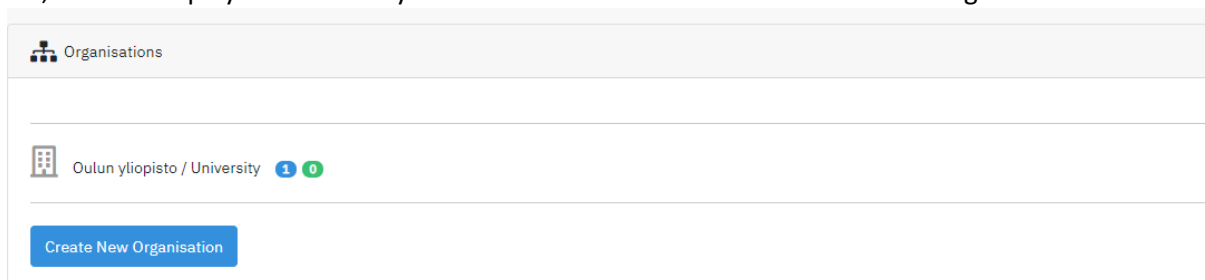 Organisations
Oulun yliopisto / University 1 0
Create New Organisation